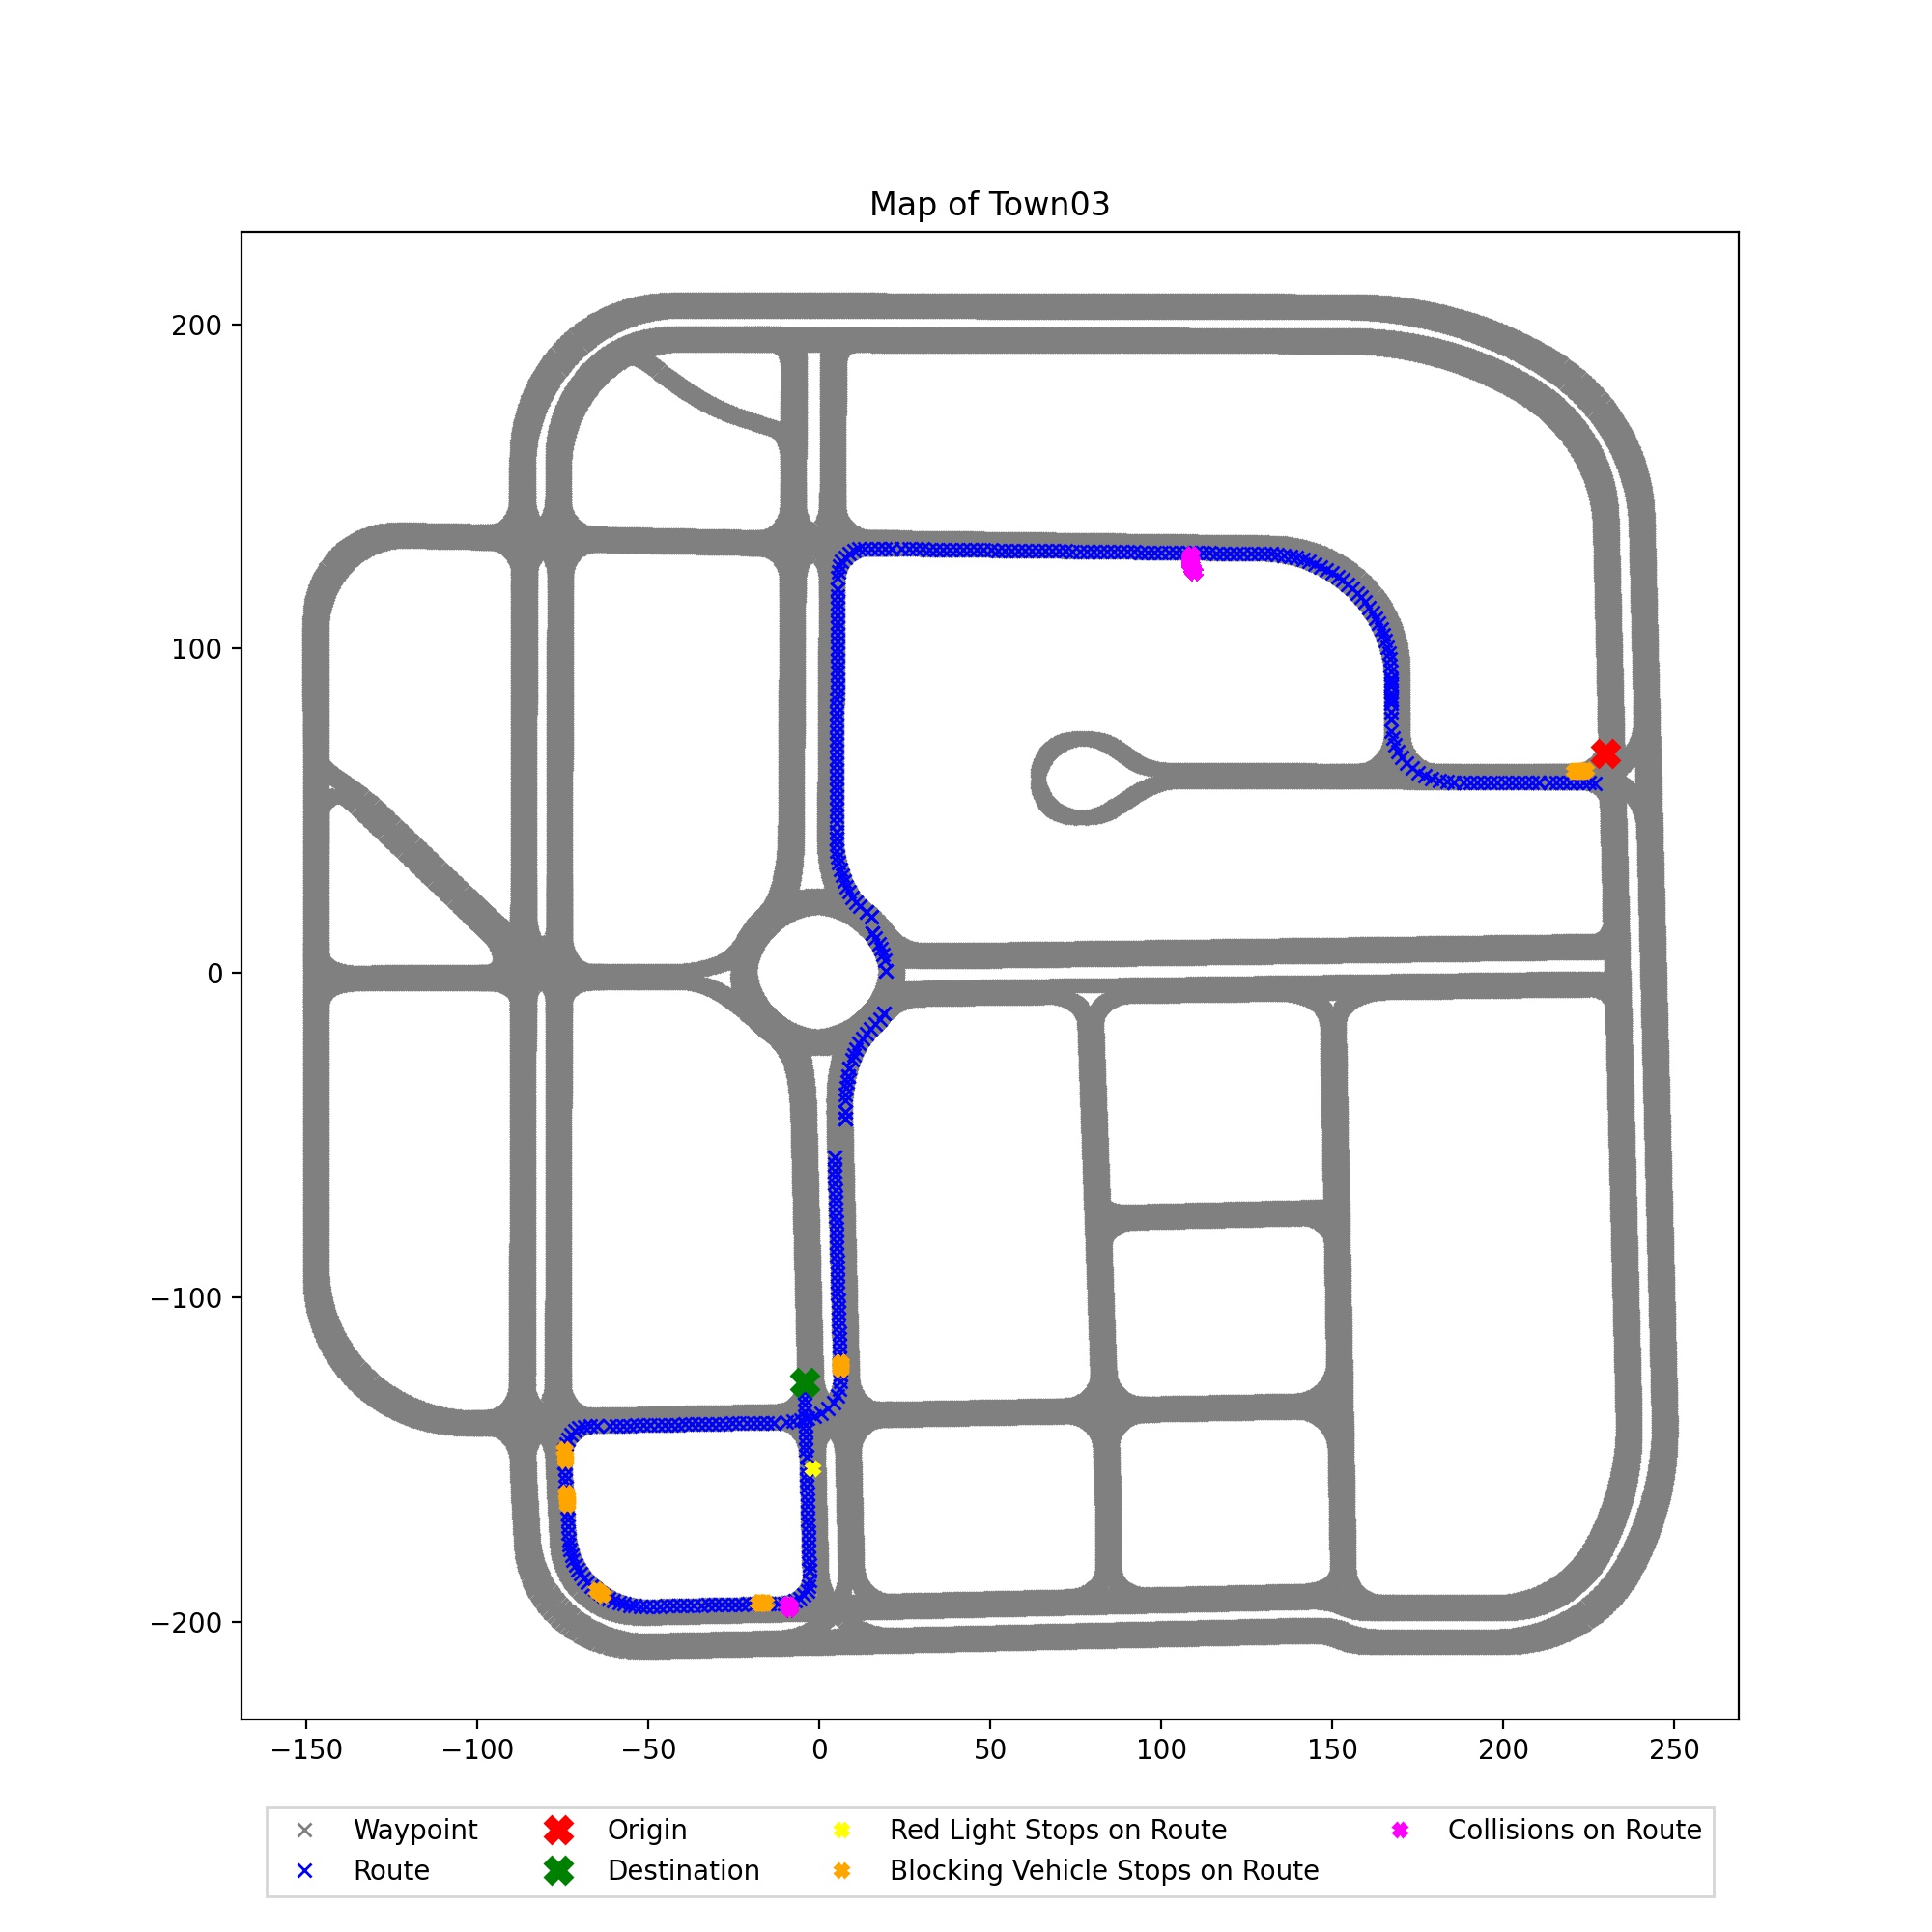 Map of Town03
200
100
0
−100
−200
−150 −100 −50 0 50 100 150 200 250
Waypoint Origin Red Light Stops on Route Collisions on Route
Route Destination Blocking Vehicle Stops on Route